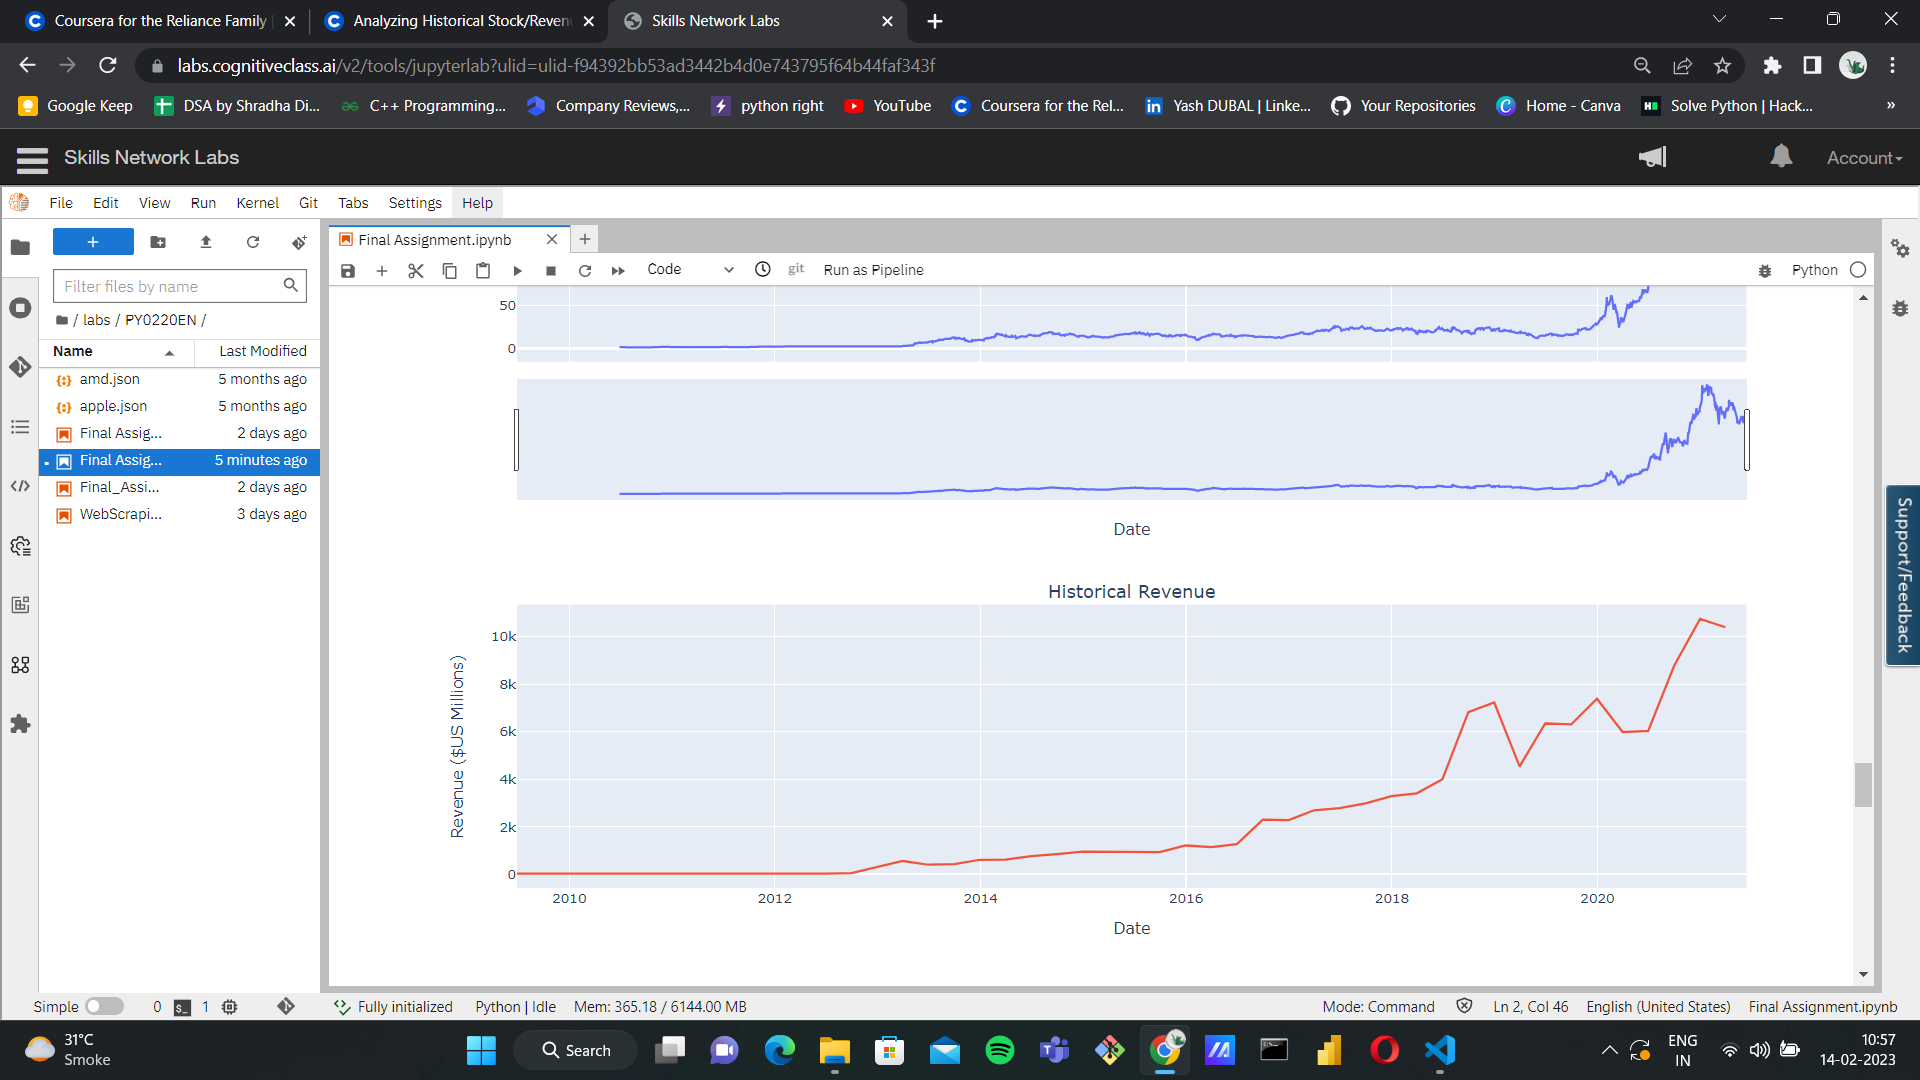 Coursera for the Reliance Family
Analyzing Historical Stock/Reven
Skills Network Labs
labs.cognitiveclass.ai/v2/tools/jupyterlab?ulid=ulid-f94392bb53ad3442b4d0e743795f64b44faf343f
Google Keep
DSA by Shradha Di...
C++ Programming...
Company Reviews,...
python right
YouTube
Coursera for the Rel...
Yash DUBAL | Linke...
Your Repositories
Home - Canva
Solve Python | Hack...
»
Skills Network Labs
Account
File Edit View Run Kernel Git Tabs Settings Help
Final Assignment.ipynb
Code
git
Run as Pipeline
Python
Filter files by name
/ labs / PY0220EN /
Name Last Modified
amd.json 5 months ago
apple.json 5 months ago
Final Assig... 2 days ago
Final Assig... 5 minutes ago
Final_Assi... 2 days ago
WebScrapi... 3 days ago
50
0
Date
Historical Revenue
Revenue ($US Millions)
10k
8k
6k
4k
2k
0
2010 2012 2014 2016 2018 2020
Date
Support/Feedback
Simple 0 1 Fully initialized Python | Idle Mem: 365.18 / 6144.00 MB Mode: Command Ln 2, Col 46 English (United States) Final Assignment.ipynb
31°C
Smoke
Search
ENG
IN
10:57
14-02-2023